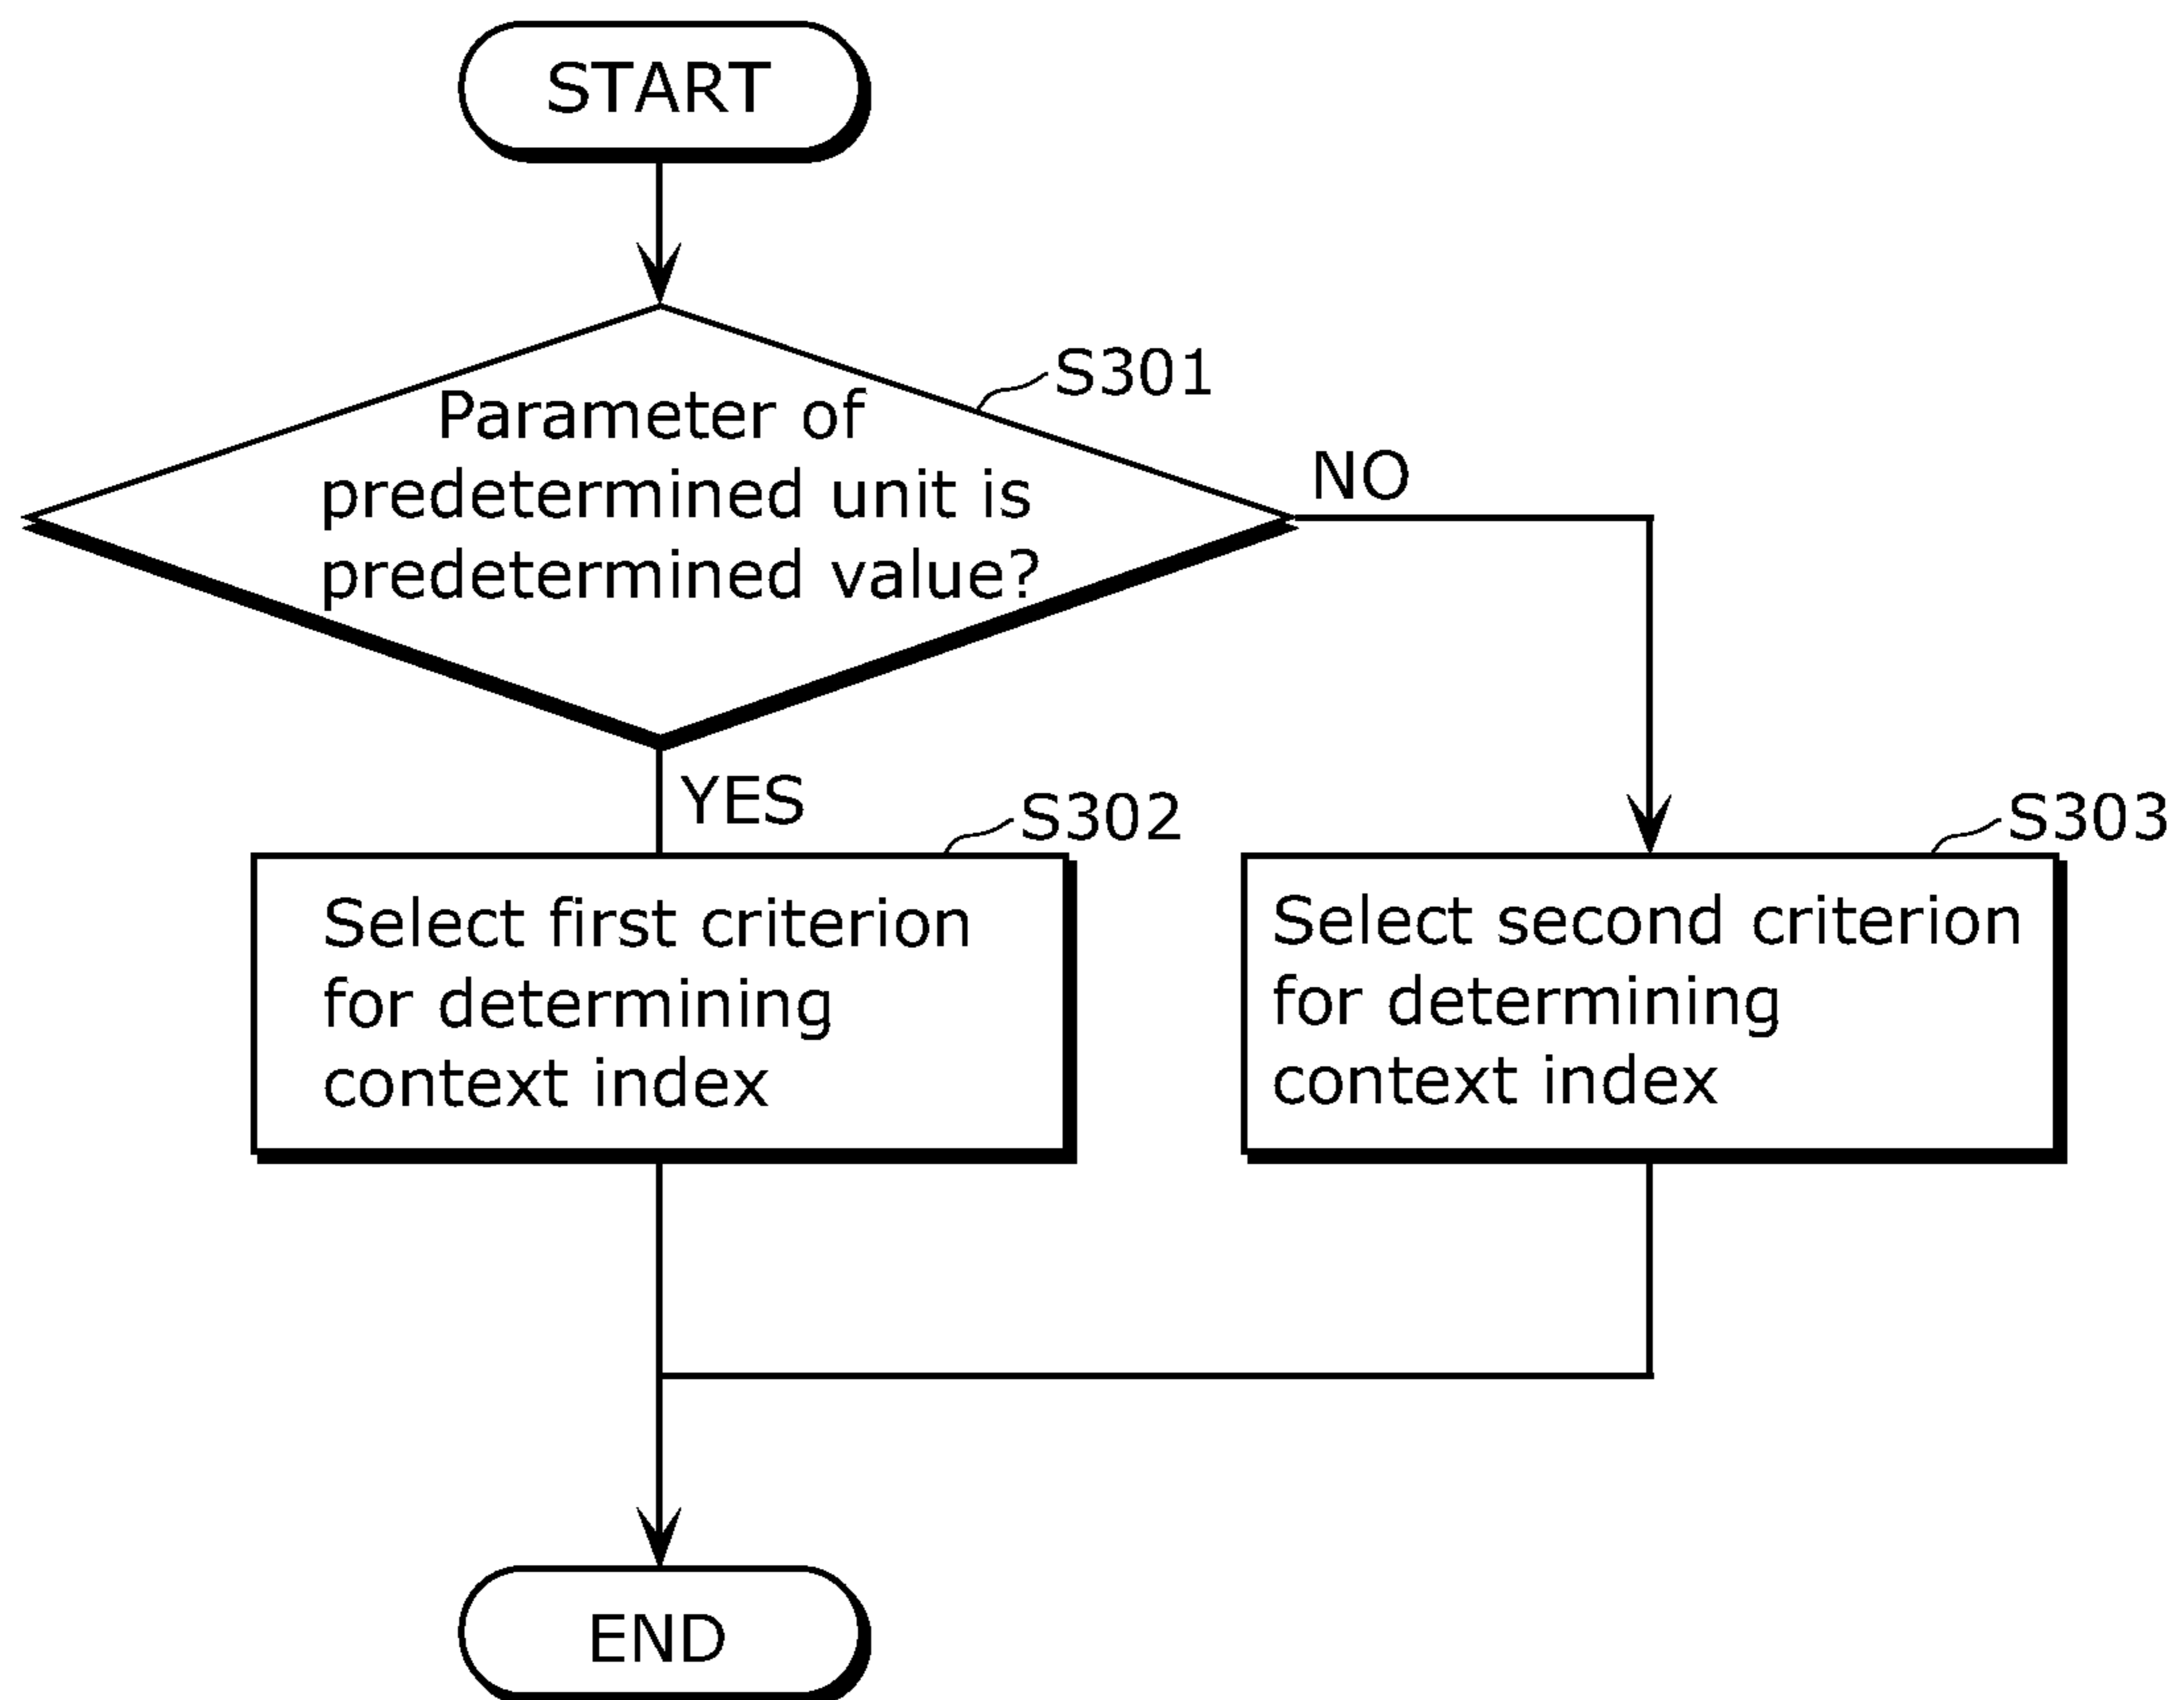 START
S301
Parameter of
predetermined unit is
predetermined value?
NO
YES
S302
Select first criterion
for determining
context index
S303
Select second criterion
for determining
context index
END